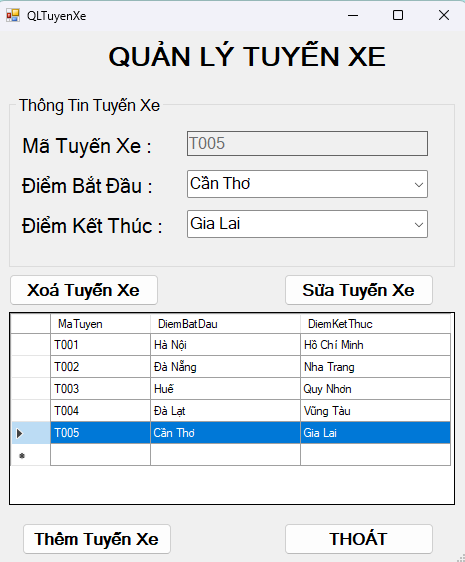 QLTuyenXe
QUẢN LÝ TUYẾN XE
Thông Tin Tuyến Xe
Mã Tuyến Xe : T005
Điểm Bắt Đầu : Cần Thơ
Điểm Kết Thúc : Gia Lai
Xoá Tuyến Xe Sửa Tuyến Xe
MaTuyen DiemBatDau DiemKetThuc
T001 Hà Nội Hồ Chí Minh
T002 Đà Nẵng Nha Trang
T003 Huế Quy Nhơn
T004 Đà Lạt Vũng Tàu
T005 Cần Thơ Gia Lai
Thêm Tuyến Xe THOÁT